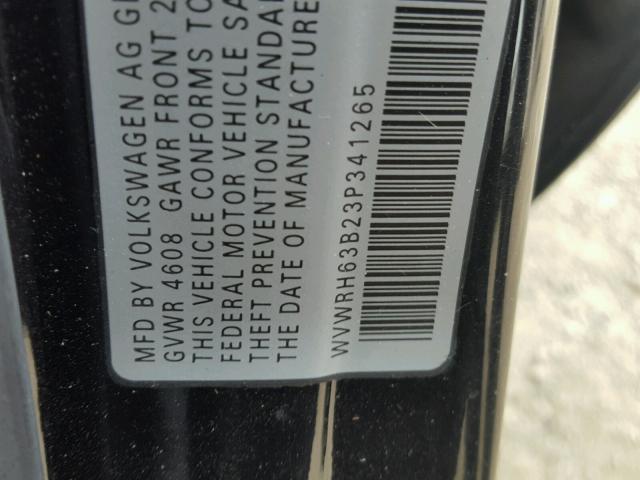 MFD BY VOLKSWAGEN AG
GVWR 4608 GAWR FRONT 2
THIS VEHICLE CONFORMS TO
FEDERAL MOTOR VEHICLE
THEFT PREVENTION
THE DATE OF MANUFACTURE
WVWRH63B23P341265